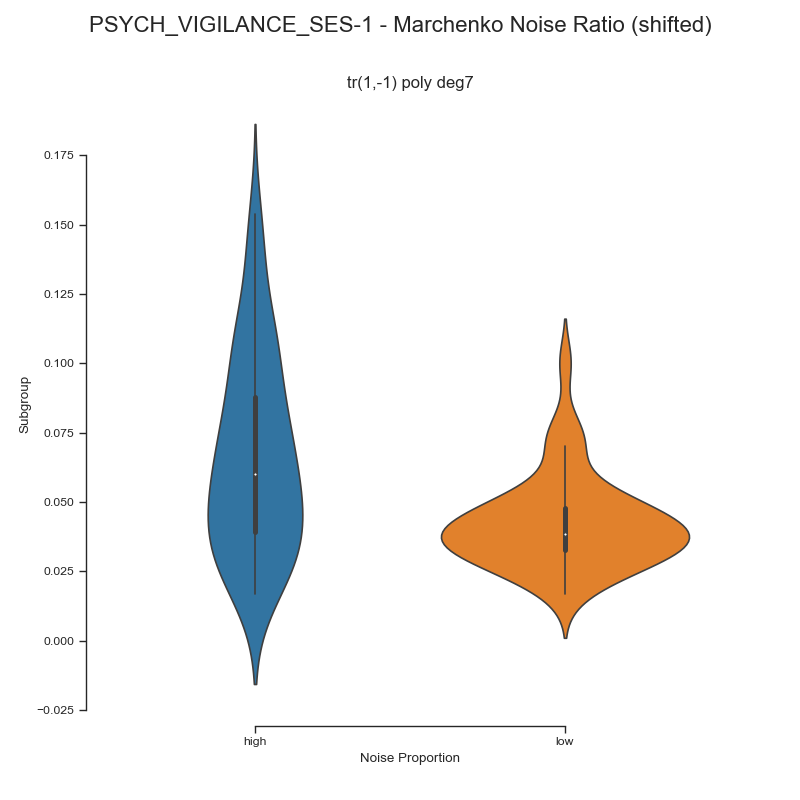 PSYCH_VIGILANCE_SES-1 - Marchenko Noise Ratio (shifted)
tr(1,-1) poly deg7
0.175
0.150
0.125
0.100
0.075
0.050
0.025
0.000
−0.025
Subgroup
high
low
Noise Proportion